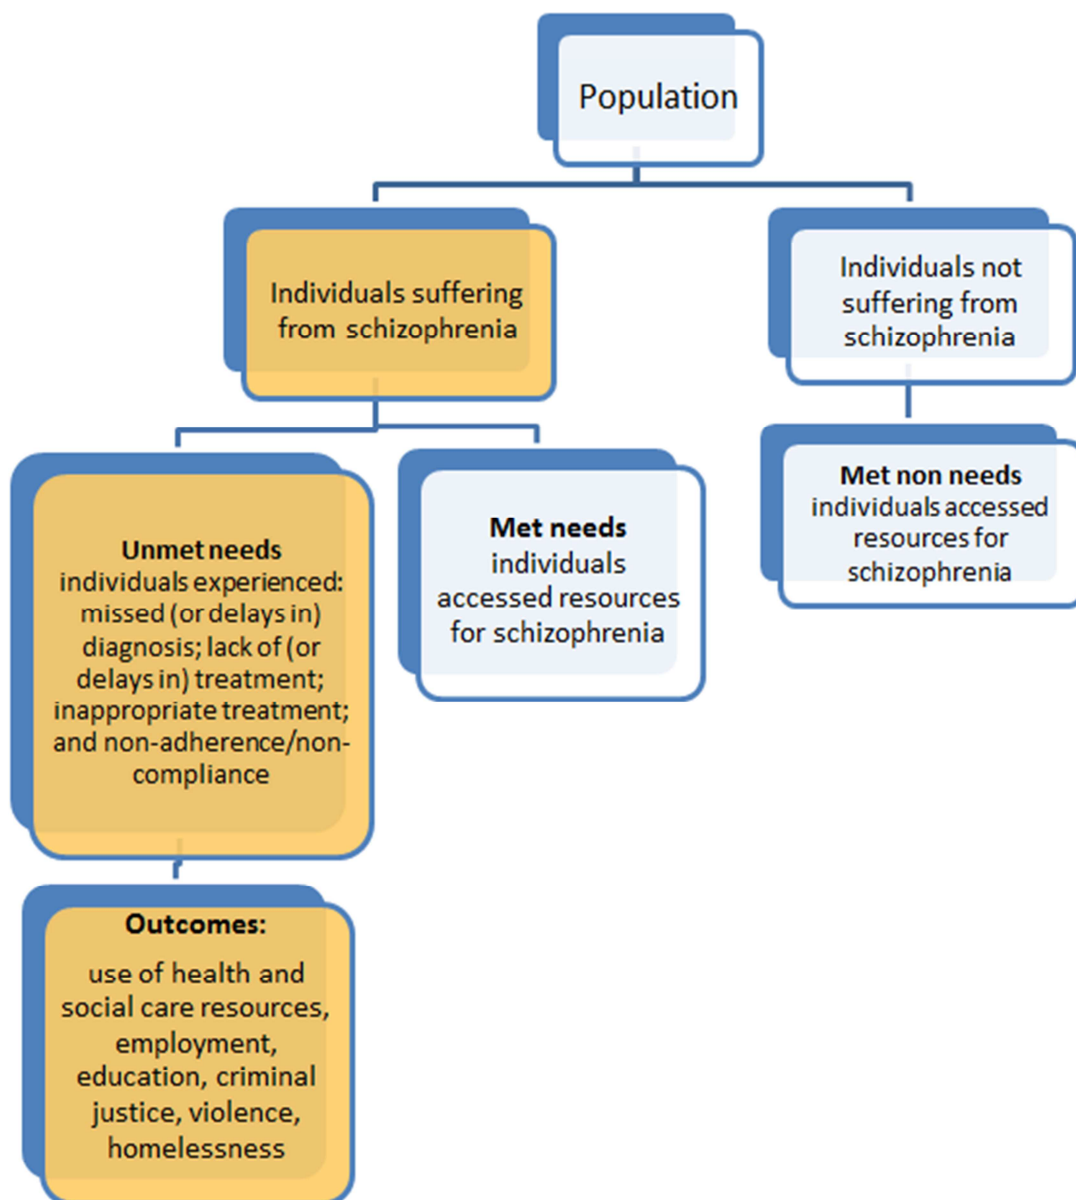 Population
Individuals suffering
from schizophrenia
Individuals not
suffering from
schizophrenia
Unmet needs
individuals experienced:
missed (or delays in)
diagnosis; lack of (or
delays in) treatment;
inappropriate treatment;
and non-adherence/non-
compliance
Met needs
individuals
accessed resources
for schizophrenia
Met non needs
individuals accessed
resources for
schizophrenia
Outcomes:
use of health and
social care resources,
employment,
education, criminal
justice, violence,
homelessness